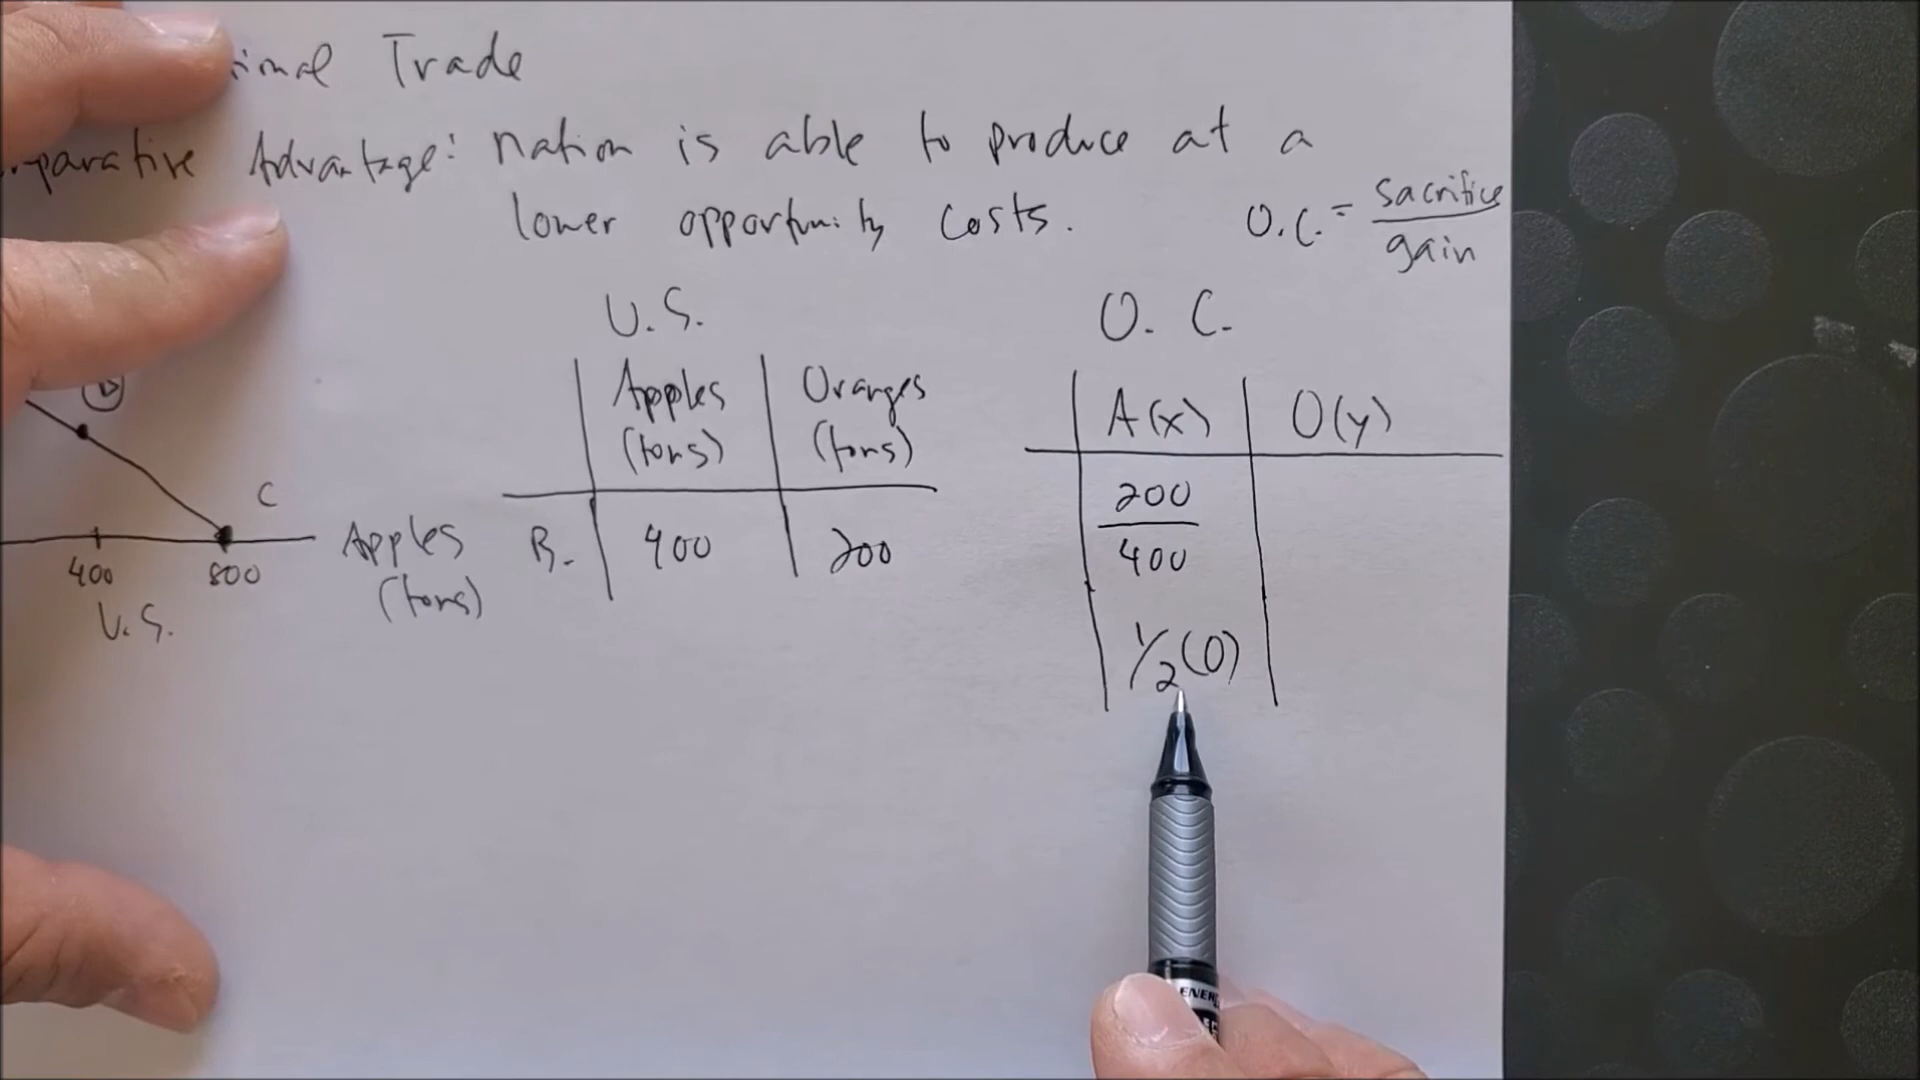 Trade
Advantage: nation is able to produce at a
lower opportunity costs.
O.C. = sacrifice
gain
U.S.
Apples (tons) Oranges (tons)
B. 400 200
O. C.
A(x) O(y)
200
400
1/2(O)
B
C
400 800
Apples
(tons)
U.S.
ENER